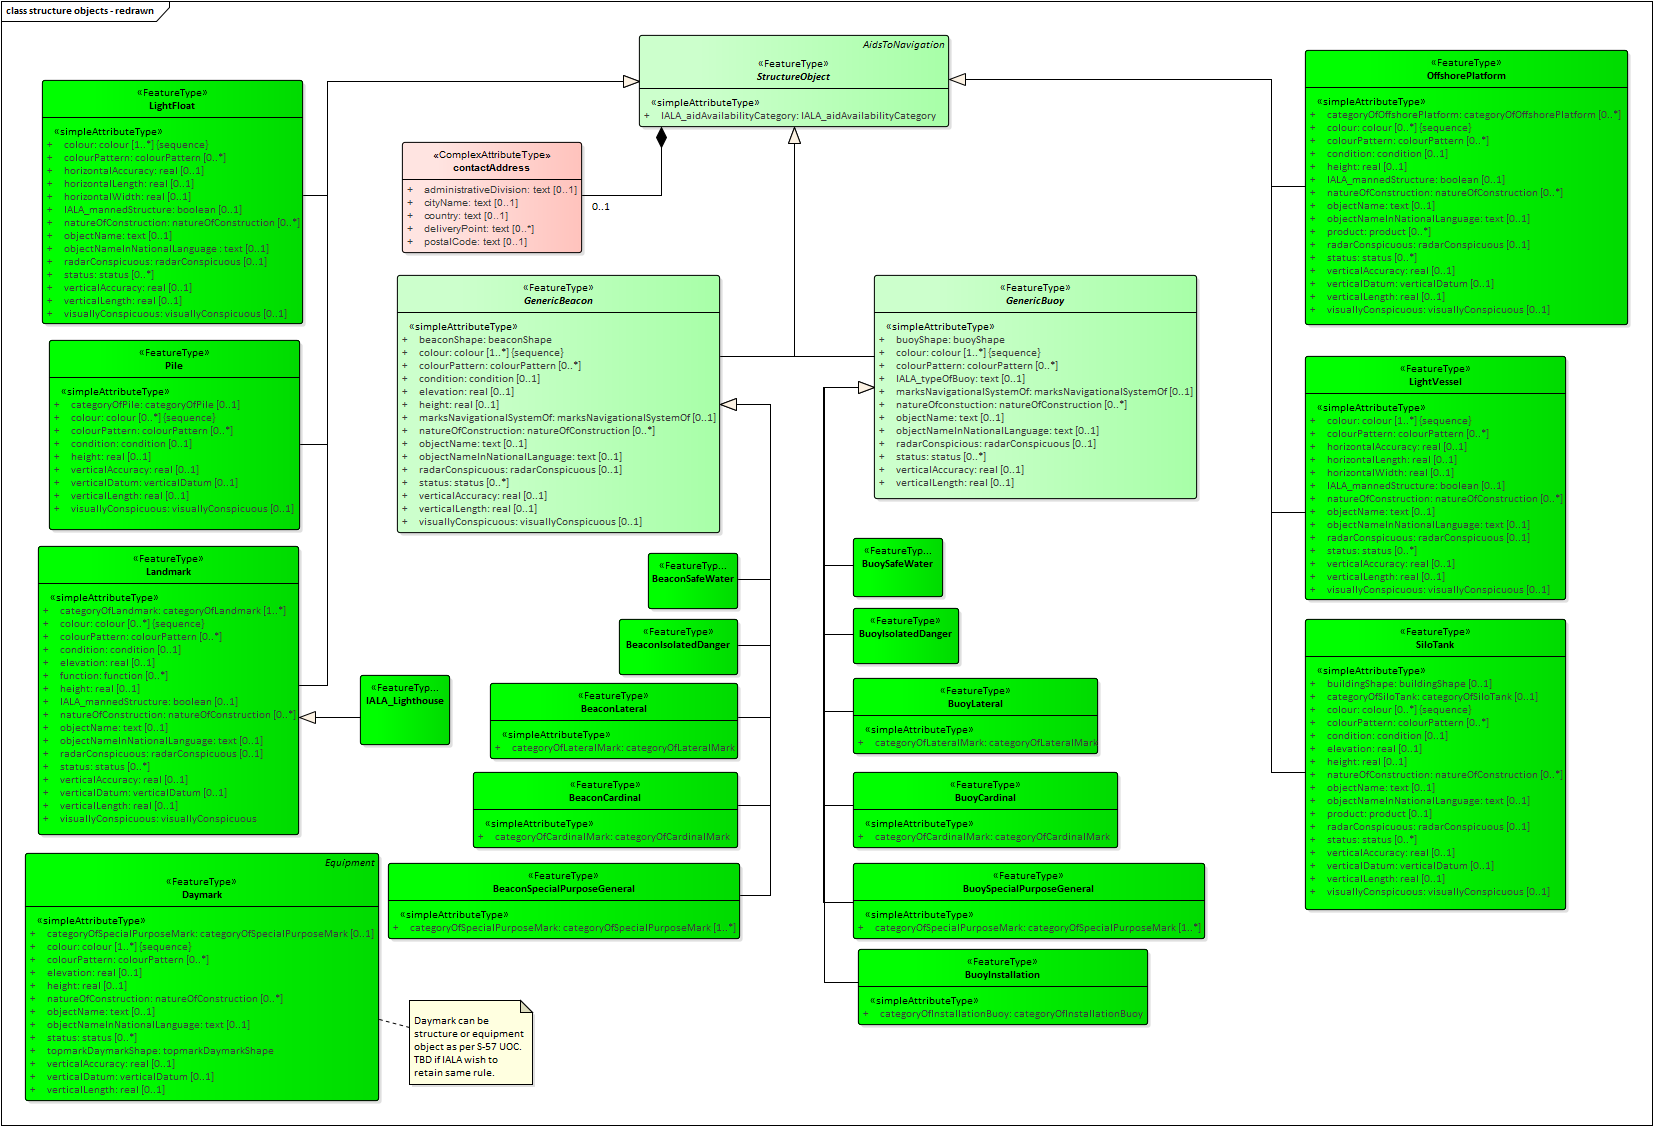 class structure objects - redrawn
AidsToNavigation
«FeatureType»
StructureObject
«simpleAttributeType»
+ IALA_aidAvailabilityCategory: IALA_aidAvailabilityCategory
«FeatureType»
LightFloat
«simpleAttributeType»
+ colour: colour [1..*] {sequence}
+ colourPattern: colourPattern [0..*]
+ horizontalAccuracy: real [0..1]
+ horizontalLength: real [0..1]
+ horizontalWidth: real [0..1]
+ IALA_mannedStructure: boolean [0..1]
+ natureOfConstruction: natureOfConstruction [0..*]
+ objectName: text [0..1]
+ objectNameInNationalLanguage : text [0..1]
+ radarConspicuous: radarConspicuous [0..1]
+ status: status [0..*]
+ verticalAccuracy: real [0..1]
+ verticalLength: real [0..1]
+ visuallyConspicuous: visuallyConspicuous [0..1]
«ComplexAttributeType»
contactAddress
+ administrativeDivision: text [0..1]
+ cityName: text [0..1]
+ country: text [0..1]
+ deliveryPoint: text [0..*]
+ postalCode: text [0..1]
0..1
«FeatureType»
OffshorePlatform
«simpleAttributeType»
+ categoryOfOffshorePlatform: categoryOfOffshorePlatform [0..*]
+ colour: colour [0..*] {sequence}
+ colourPattern: colourPattern [0..*]
+ condition: condition [0..1]
+ height: real [0..1]
+ IALA_mannedStructure: boolean [0..1]
+ natureOfConstruction: natureOfConstruction [0..*]
+ objectName: text [0..1]
+ objectNameInNationalLanguage: text [0..1]
+ product: product [0..*]
+ radarConspicuous: radarConspicuous [0..1]
+ status: status [0..*]
+ verticalAccuracy: real [0..1]
+ verticalDatum: verticalDatum [0..1]
+ verticalLength: real [0..1]
+ visuallyConspicuous: visuallyConspicuous [0..1]
«FeatureType»
Pile
«simpleAttributeType»
+ categoryOfPile: categoryOfPile [0..1]
+ colour: colour [0..*] {sequence}
+ colourPattern: colourPattern [0..*]
+ condition: condition [0..1]
+ height: real [0..1]
+ verticalAccuracy: real [0..1]
+ verticalDatum: verticalDatum [0..1]
+ verticalLength: real [0..1]
+ visuallyConspicuous: visuallyConspicuous [0..1]
«FeatureType»
GenericBeacon
«simpleAttributeType»
+ beaconShape: beaconShape
+ colour: colour [1..*] {sequence}
+ colourPattern: colourPattern [0..*]
+ condition: condition [0..1]
+ elevation: real [0..1]
+ height: real [0..1]
+ marksNavigationalSystemOf: marksNavigationalSystemOf [0..1]
+ natureOfConstruction: natureOfConstruction [0..*]
+ objectName: text [0..1]
+ objectNameInNationalLanguage: text [0..1]
+ radarConspicuous: radarConspicuous [0..1]
+ status: status [0..*]
+ verticalAccuracy: real [0..1]
+ verticalLength: real [0..1]
+ visuallyConspicuous: visuallyConspicuous [0..1]
«FeatureType»
GenericBuoy
«simpleAttributeType»
+ buoyShape: buoyShape
+ colour: colour [1..*] {sequence}
+ colourPattern: colourPattern [0..*]
+ IALA_typeOfBuoy: text [0..1]
+ marksNavigationalSystemOf: marksNavigationalSystemOf [0..1]
+ natureOfconstuction: natureOfConstruction [0..*]
+ objectName: text [0..1]
+ objectNameInNationalLanguage: text [0..1]
+ radarConspicious: radarConspicuous [0..1]
+ status: status [0..*]
+ verticalAccuracy: real [0..1]
+ verticalLength: real [0..1]
«FeatureType»
LightVessel
«simpleAttributeType»
+ colour: colour [1..*] {sequence}
+ colourPattern: colourPattern [0..*]
+ horizontalAccuracy: real [0..1]
+ horizontalLength: real [0..1]
+ horizontalWidth: real [0..1]
+ IALA_mannedStructure: boolean [0..1]
+ natureOfConstruction: natureOfConstruction [0..*]
+ objectName: text [0..1]
+ objectNameInNationalLanguage: text [0..1]
+ radarConspicuous: radarConspicuous [0..1]
+ status: status [0..*]
+ verticalAccuracy: real [0..1]
+ verticalLength: real [0..1]
+ visuallyConspicuous: visuallyConspicuous [0..1]
«FeatureType»
Landmark
«simpleAttributeType»
+ categoryOfLandmark: categoryOfLandmark [1..*]
+ colour: colour [0..*] {sequence}
+ colourPattern: colourPattern [0..*]
+ condition: condition [0..1]
+ elevation: real [0..1]
+ function: function [0..*]
+ height: real [0..1]
+ IALA_mannedStructure: boolean [0..1]
+ natureOfConstruction: natureOfConstruction [0..*]
+ objectName: text [0..1]
+ objectNameInNationalLanguage: text [0..1]
+ radarConspicuous: radarConspicuous [0..1]
+ status: status [0..*]
+ verticalAccuracy: real [0..1]
+ verticalDatum: verticalDatum [0..1]
+ verticalLength: real [0..1]
+ visuallyConspicuous: visuallyConspicuous
«FeatureTyp...
IALA_Lighthouse
«FeatureTyp...
BeaconSafeWater
«FeatureType»
BeaconIsolatedDanger
«FeatureType»
BeaconLateral
«simpleAttributeType»
+ categoryOfLateralMark: categoryOfLateralMark
«FeatureType»
BeaconCardinal
«simpleAttributeType»
+ categoryOfCardinalMark: categoryOfCardinalMark
«FeatureType»
BeaconSpecialPurposeGeneral
«simpleAttributeType»
+ categoryOfSpecialPurposeMark: categoryOfSpecialPurposeMark [1..*]
«FeatureTyp...
BuoySafeWater
«FeatureType»
BuoyIsolatedDanger
«FeatureType»
BuoyLateral
«simpleAttributeType»
+ categoryOfLateralMark: categoryOfLateralMark
«FeatureType»
BuoyCardinal
«simpleAttributeType»
+ categoryOfCardinalMark: categoryOfCardinalMark
«FeatureType»
BuoySpecialPurposeGeneral
«simpleAttributeType»
+ categoryOfSpecialPurposeMark: categoryOfSpecialPurposeMark [1..*]
«FeatureType»
BuoyInstallation
«simpleAttributeType»
+ categoryOfInstallationBuoy: categoryOfInstallationBuoy
«FeatureType»
SiloTank
«simpleAttributeType»
+ buildingShape: buildingShape [0..1]
+ categoryOfSiloTank: categoryOfSiloTank [0..1]
+ colour: colour [0..*] {sequence}
+ colourPattern: colourPattern [0..*]
+ condition: condition [0..1]
+ elevation: real [0..1]
+ height: real [0..1]
+ natureOfConstruction: natureOfConstruction [0..*]
+ objectName: text [0..1]
+ objectNameInNationalLanguage: text [0..1]
+ product: product [0..1]
+ radarConspicuous: radarConspicuous [0..1]
+ status: status [0..*]
+ verticalAccuracy: real [0..1]
+ verticalDatum: verticalDatum [0..1]
+ verticalLength: real [0..1]
+ visuallyConspicuous: visuallyConspicuous [0..1]
Equipment
«FeatureType»
Daymark
«simpleAttributeType»
+ categoryOfSpecialPurposeMark: categoryOfSpecialPurposeMark [0..1]
+ colour: colour [1..*] {sequence}
+ colourPattern: colourPattern [0..*]
+ elevation: real [0..1]
+ height: real [0..1]
+ natureOfConstruction: natureOfConstruction [0..*]
+ objectName: text [0..1]
+ objectNameInNationalLanguage: text [0..1]
+ status: status [0..*]
+ topmarkDaymarkShape: topmarkDaymarkShape
+ verticalAccuracy: real [0..1]
+ verticalDatum: verticalDatum [0..1]
+ verticalLength: real [0..1]
Daymark can be
structure or equipment
object as per S-57 UOC.
TBD if IALA wish to
retain same rule.